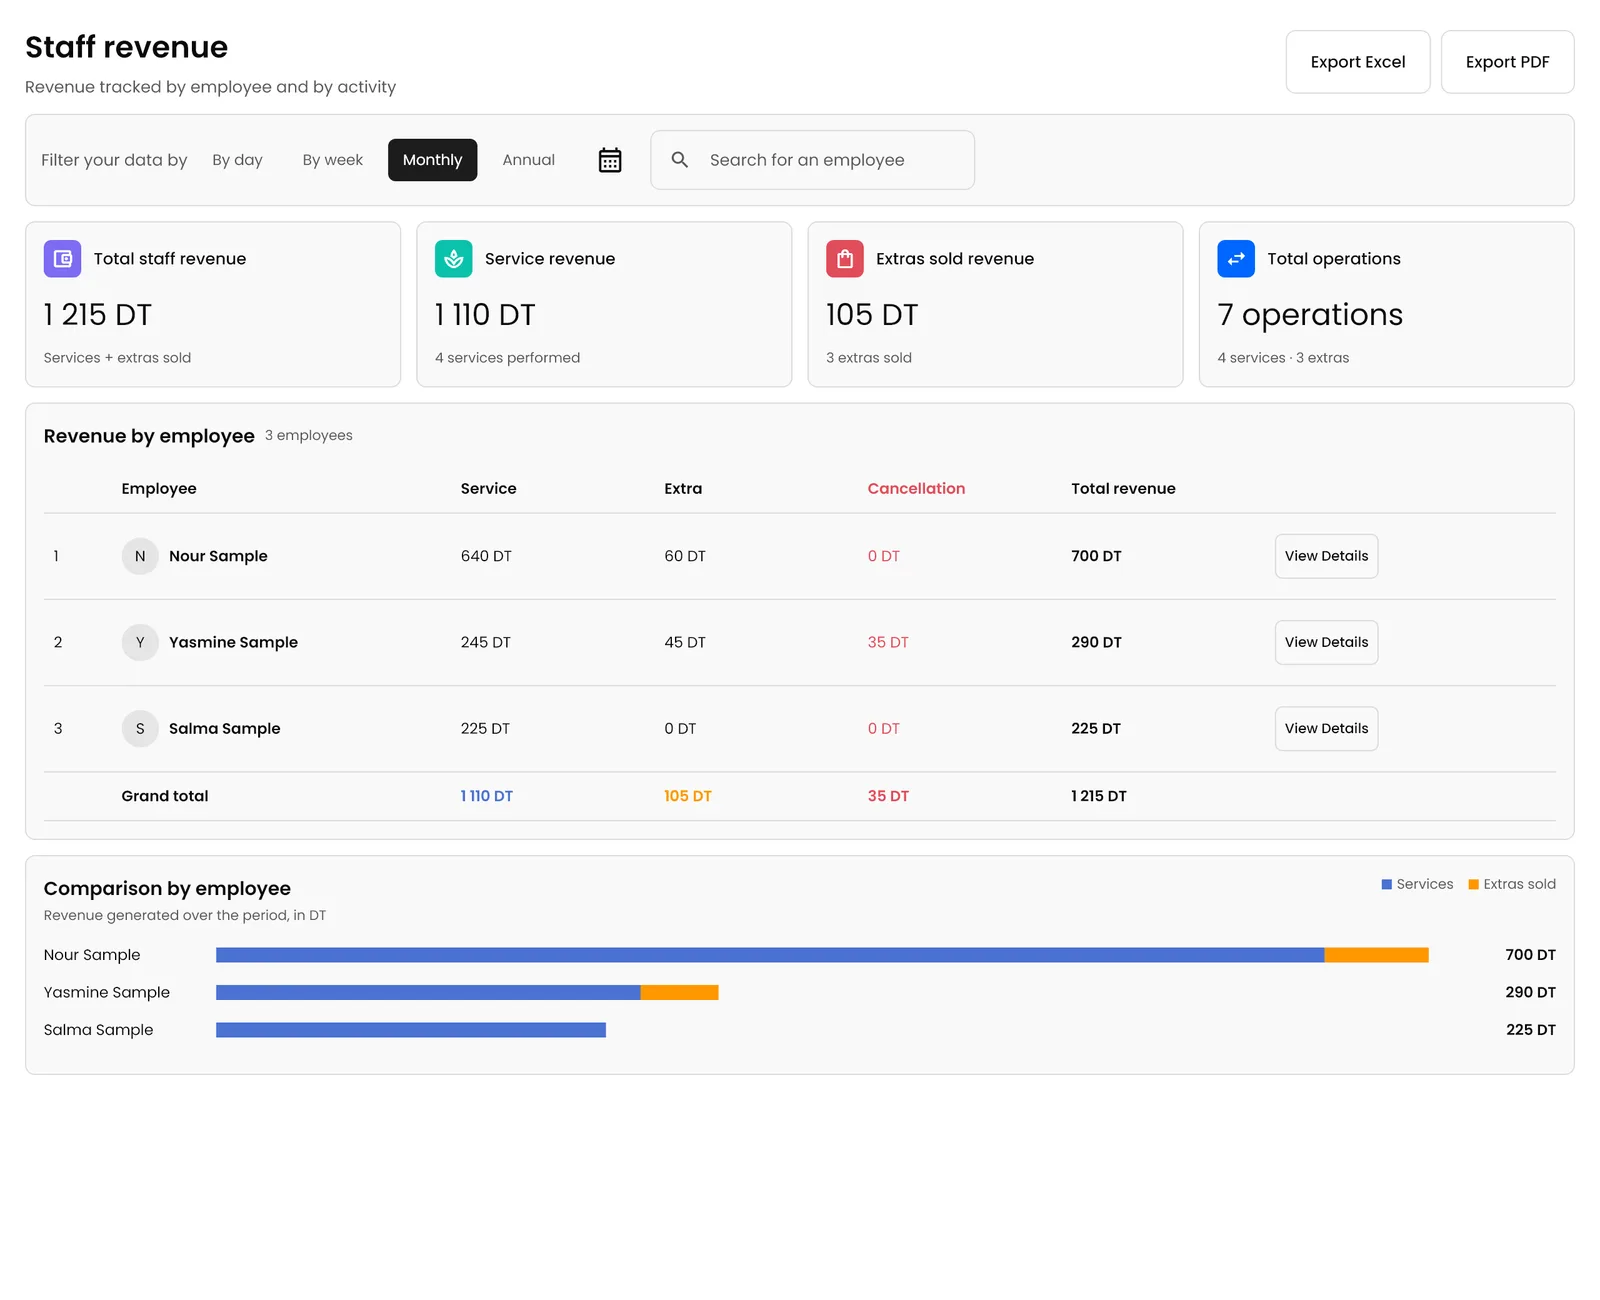 Staff revenue
Revenue tracked by employee and by activity
Export Excel
Export PDF
Filter your data by
By day
By week
Monthly
Annual
Search for an employee
Total staff revenue
1 215 DT
Services + extras sold
Service revenue
1 110 DT
4 services performed
Extras sold revenue
105 DT
3 extras sold
Total operations
7 operations
4 services · 3 extras
Revenue by employee 3 employees
Employee Service Extra Cancellation Total revenue
1 N Nour Sample 640 DT 60 DT 0 DT 700 DT View Details
2 Y Yasmine Sample 245 DT 45 DT 35 DT 290 DT View Details
3 S Salma Sample 225 DT 0 DT 0 DT 225 DT View Details
Grand total 1 110 DT 105 DT 35 DT 1 215 DT
Comparison by employee
Services Extras sold
Revenue generated over the period, in DT
Nour Sample 700 DT
Yasmine Sample 290 DT
Salma Sample 225 DT